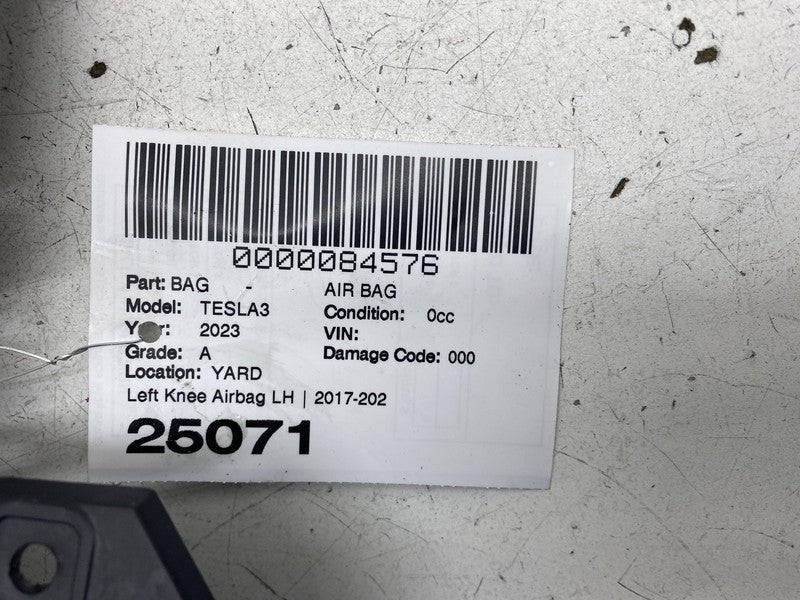 0000084576
Part: BAG - AIR BAG
Model: TESLA3 Condition: 0cc
Year: 2023 VIN:
Grade: A Damage Code: 000
Location: YARD
Left Knee Airbag LH | 2017-202
25071